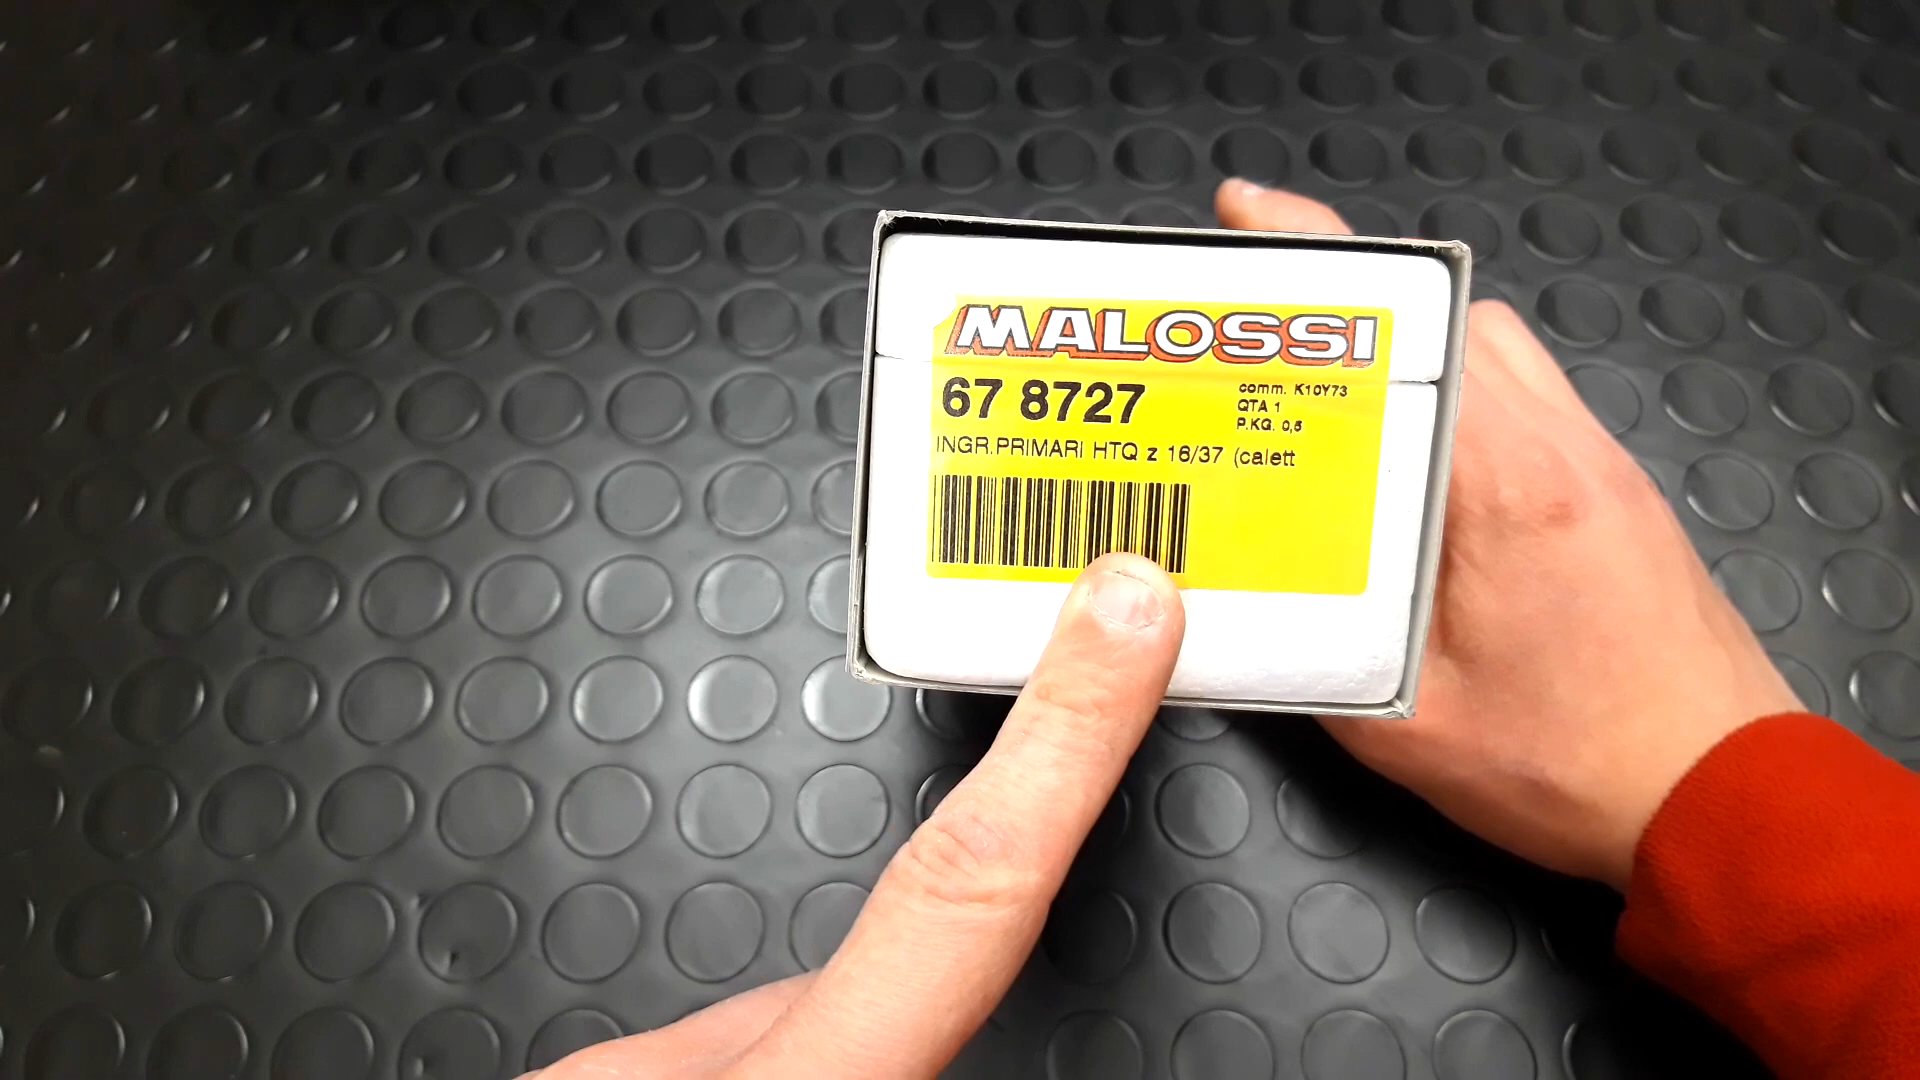 MALOSSI
67 8727
comm. K10Y73
QTA 1
P.KG. 0,5
INGR.PRIMARI HTQ z 16/37 (calett